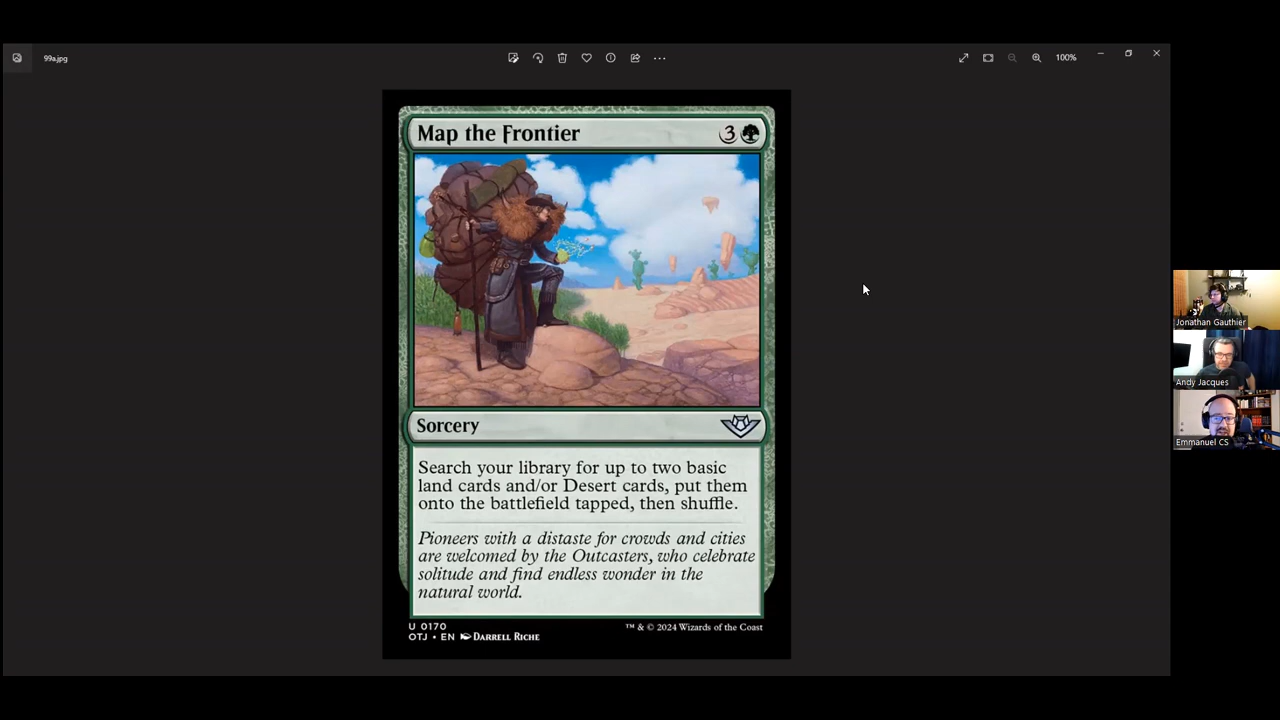 99a.jpg
100%
Map the Frontier
3
Sorcery
Search your library for up to two basic
land cards and/or Desert cards, put them
onto the battlefield tapped, then shuffle.
Pioneers with a distaste for crowds and cities
are welcomed by the Outcasters, who celebrate
solitude and find endless wonder in the
natural world.
U 0170
OTJ • EN DARRELL RICHE
™ & © 2024 Wizards of the Coast
Jonathan Gauthier
Andy Jacques
Emmanuel CS